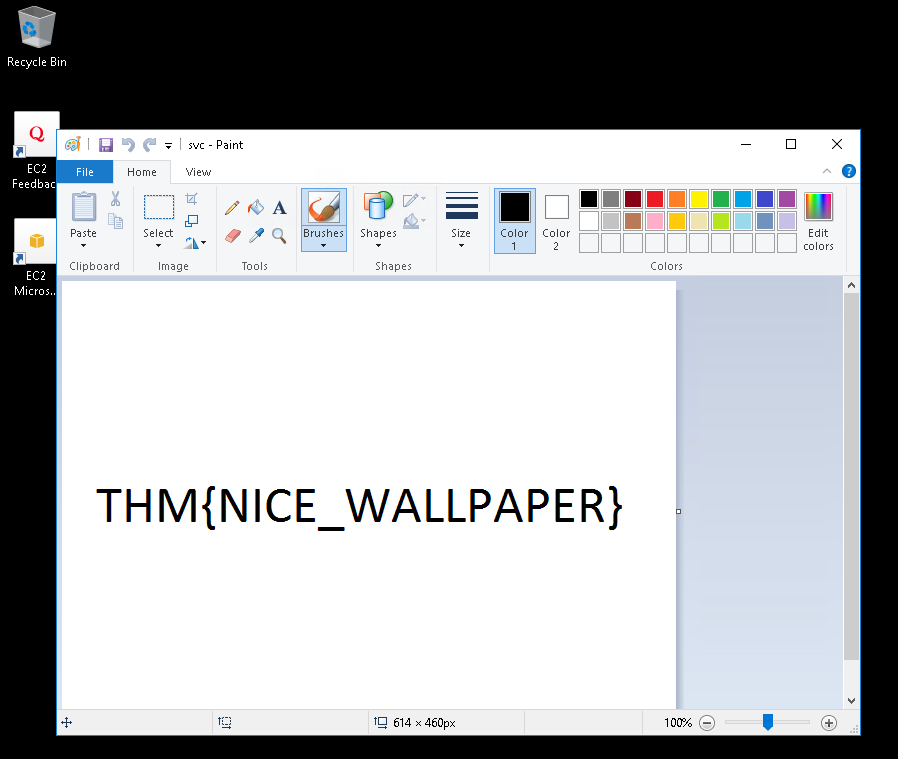 Recycle Bin
Q
EC2
Feedbac
EC2
Micros...
svc - Paint
File
Home
View
Paste
Select
Brushes
Shapes
Size
Color
1
Color
2
Edit
colors
A
Clipboard
Image
Tools
Shapes
Colors
THM{NICE_WALLPAPER}
614 × 460px
100%